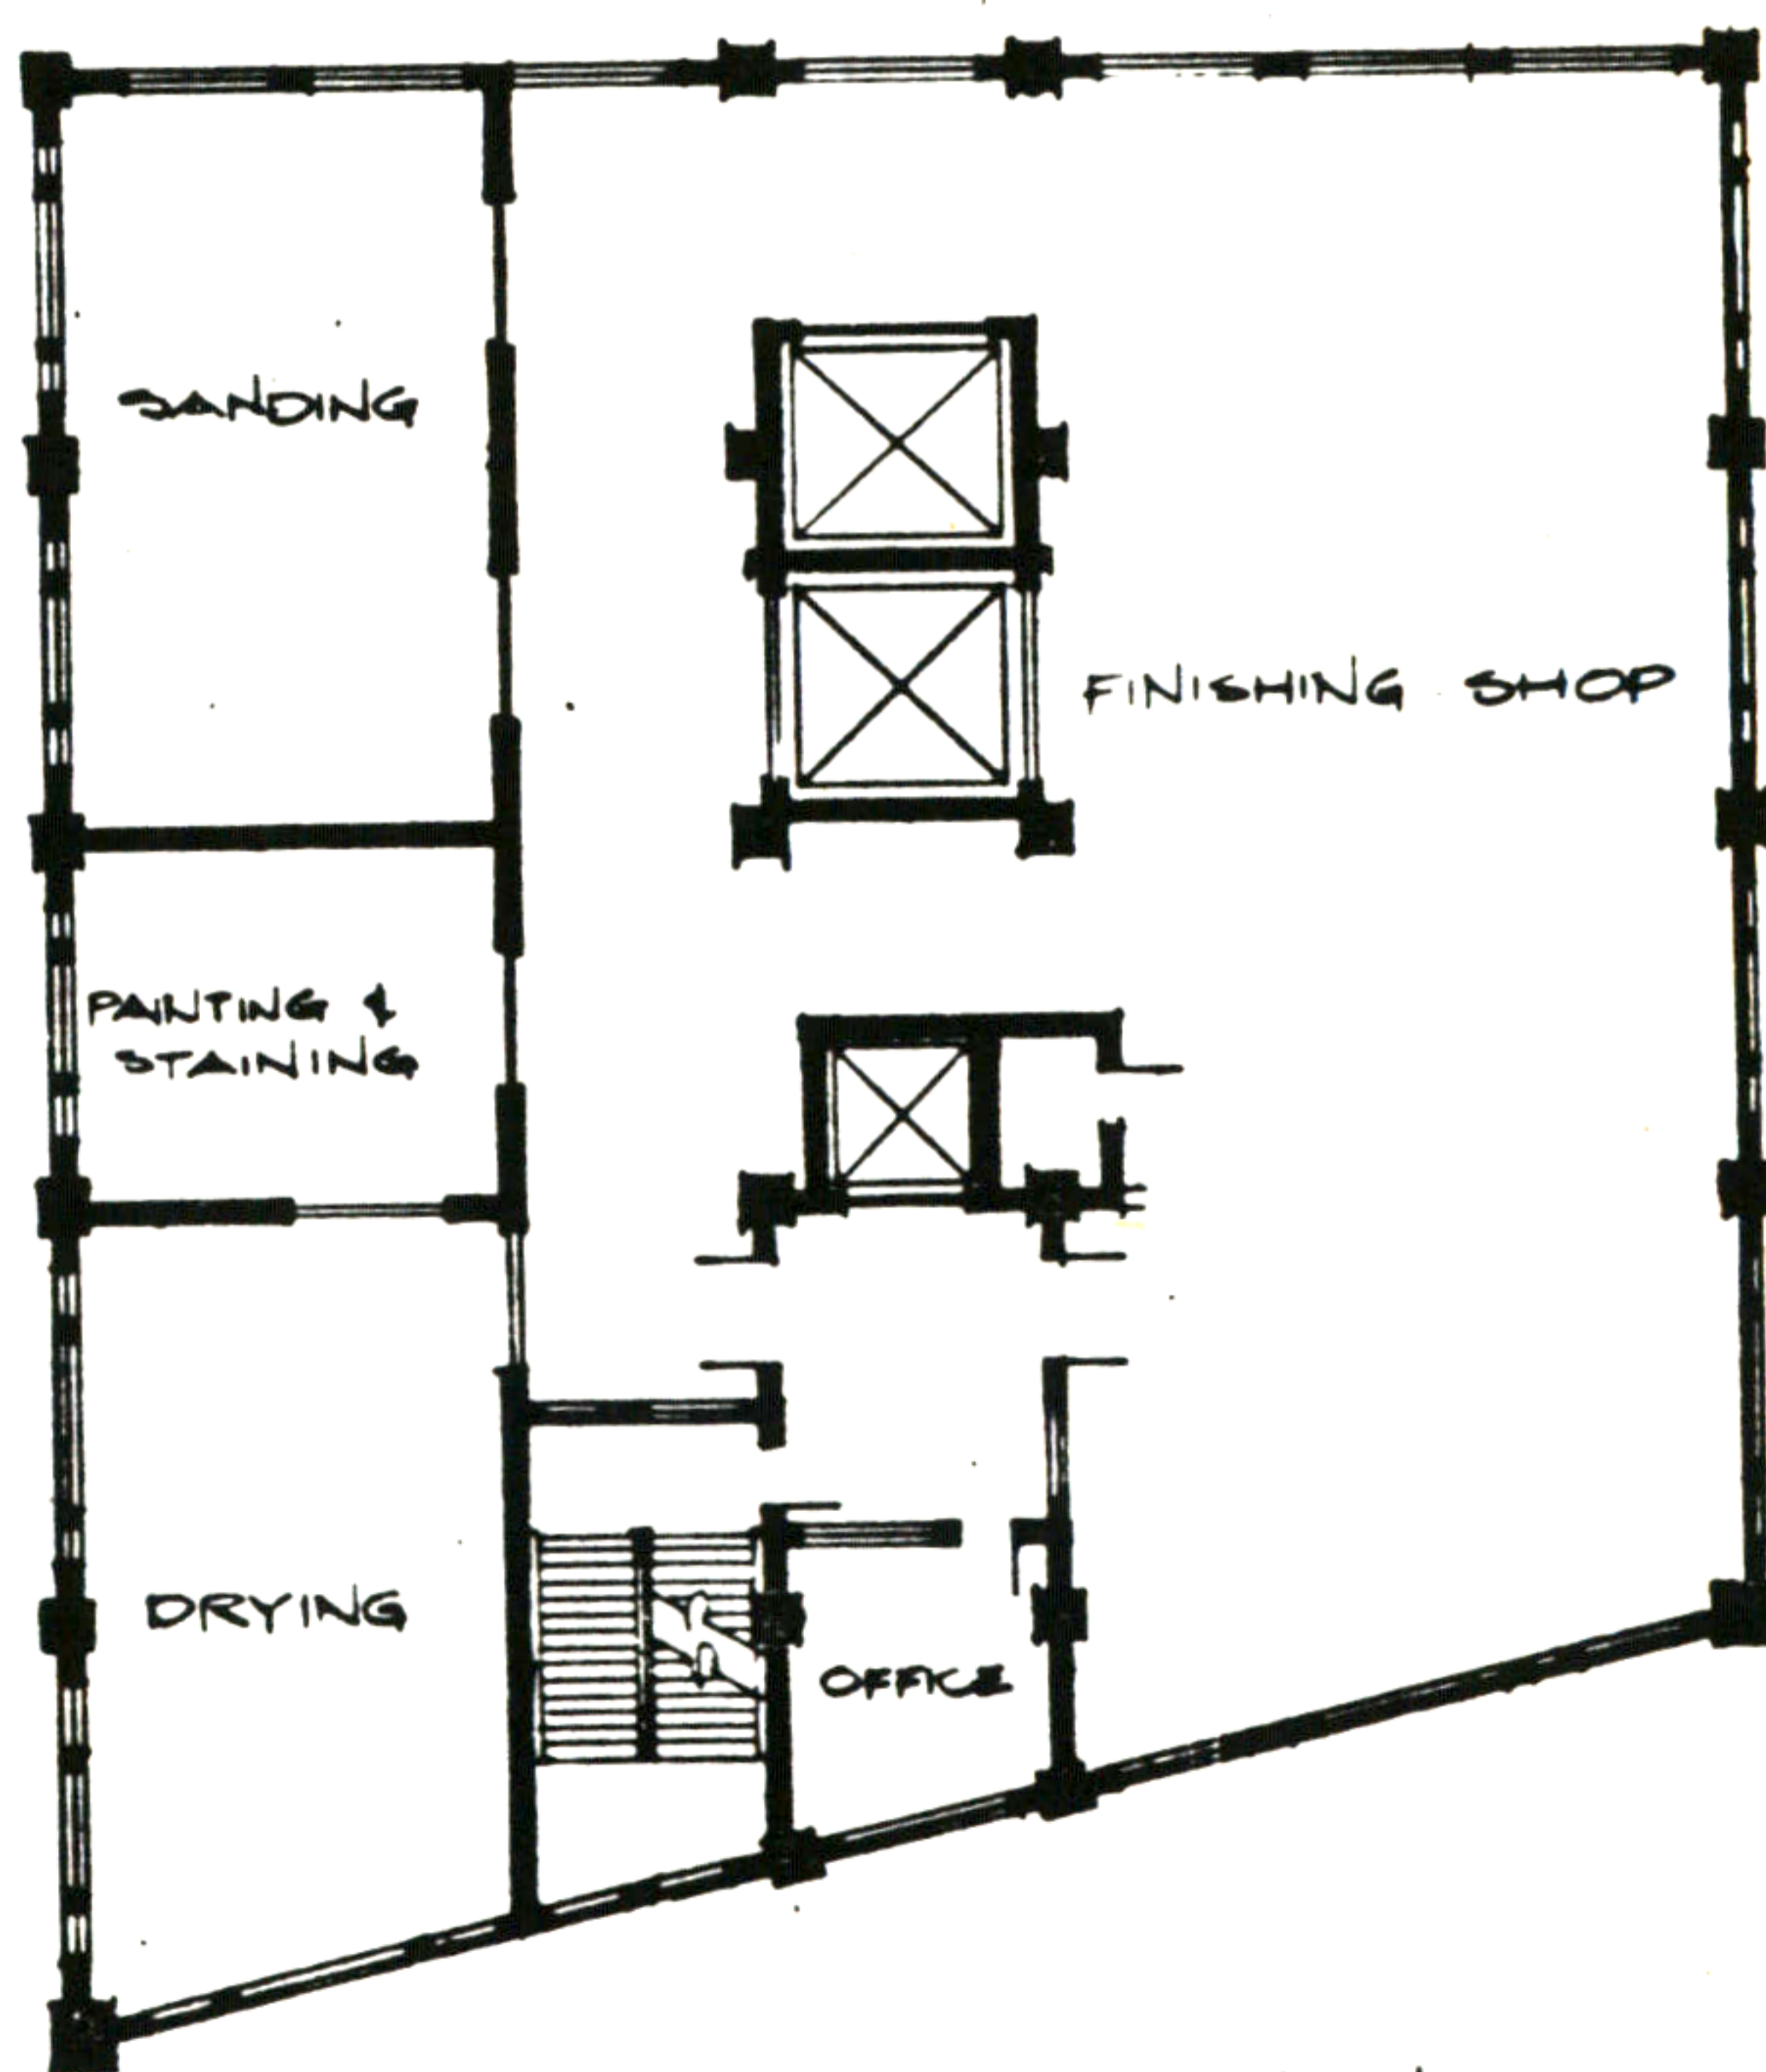 SANDING
FINISHING SHOP
PAINTING &
STAINING
DRYING
OFFICE